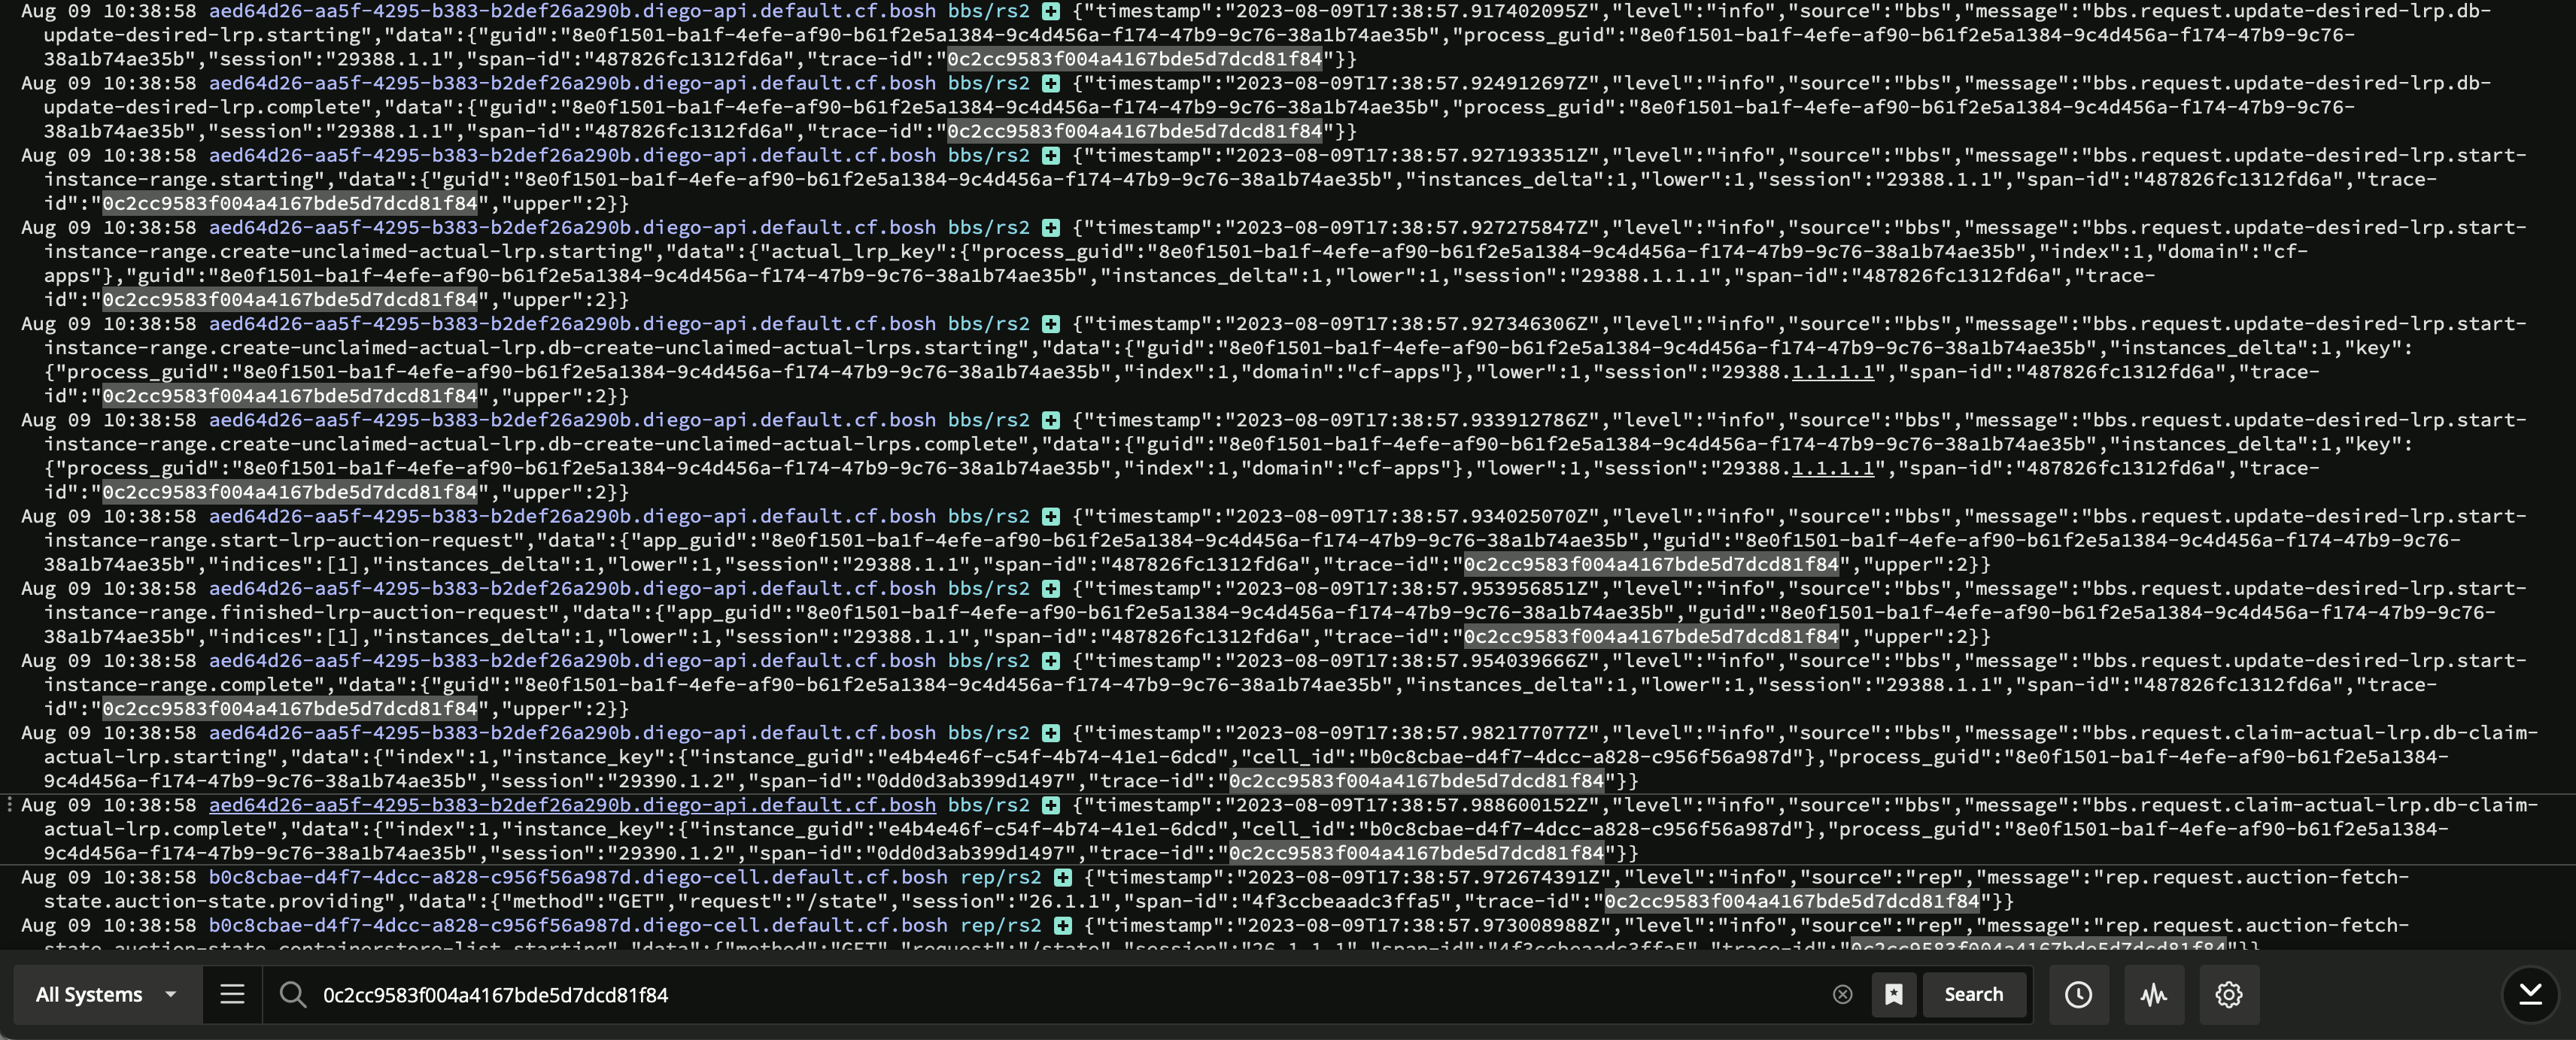 Aug 09 10:38:58 aed64d26-aa5f-4295-b383-b2def26a290b.diego-api.default.cf.bosh bbs/rs2 + {"timestamp":"2023-08-09T17:38:57.917402095Z","level":"info","source":"bbs","message":"bbs.request.update-desired-lrp.db-
update-desired-lrp.starting","data":{"guid":"8e0f1501-ba1f-4efe-af90-b61f2e5a1384-9c4d456a-f174-47b9-9c76-38a1b74ae35b","process_guid":"8e0f1501-ba1f-4efe-af90-b61f2e5a1384-9c4d456a-f174-47b9-9c76-
38a1b74ae35b","session":"29388.1.1","span-id":"487826fc1312fd6a","trace-id":"0c2cc9583f004a4167bde5d7dcd81f84"}}
Aug 09 10:38:58 aed64d26-aa5f-4295-b383-b2def26a290b.diego-api.default.cf.bosh bbs/rs2 + {"timestamp":"2023-08-09T17:38:57.924912697Z","level":"info","source":"bbs","message":"bbs.request.update-desired-lrp.db-
update-desired-lrp.complete","data":{"guid":"8e0f1501-ba1f-4efe-af90-b61f2e5a1384-9c4d456a-f174-47b9-9c76-38a1b74ae35b","process_guid":"8e0f1501-ba1f-4efe-af90-b61f2e5a1384-9c4d456a-f174-47b9-9c76-
38a1b74ae35b","session":"29388.1.1","span-id":"487826fc1312fd6a","trace-id":"0c2cc9583f004a4167bde5d7dcd81f84"}}
Aug 09 10:38:58 aed64d26-aa5f-4295-b383-b2def26a290b.diego-api.default.cf.bosh bbs/rs2 + {"timestamp":"2023-08-09T17:38:57.927193351Z","level":"info","source":"bbs","message":"bbs.request.update-desired-lrp.start-
instance-range.starting","data":{"guid":"8e0f1501-ba1f-4efe-af90-b61f2e5a1384-9c4d456a-f174-47b9-9c76-38a1b74ae35b","instances_delta":1,"lower":1,"session":"29388.1.1","span-id":"487826fc1312fd6a","trace-
id":"0c2cc9583f004a4167bde5d7dcd81f84","upper":2}}
Aug 09 10:38:58 aed64d26-aa5f-4295-b383-b2def26a290b.diego-api.default.cf.bosh bbs/rs2 + {"timestamp":"2023-08-09T17:38:57.927275847Z","level":"info","source":"bbs","message":"bbs.request.update-desired-lrp.start-
instance-range.create-unclaimed-actual-lrp.starting","data":{"actual_lrp_key":{"process_guid":"8e0f1501-ba1f-4efe-af90-b61f2e5a1384-9c4d456a-f174-47b9-9c76-38a1b74ae35b","index":1,"domain":"cf-
apps"},"guid":"8e0f1501-ba1f-4efe-af90-b61f2e5a1384-9c4d456a-f174-47b9-9c76-38a1b74ae35b","instances_delta":1,"lower":1,"session":"29388.1.1.1","span-id":"487826fc1312fd6a","trace-
id":"0c2cc9583f004a4167bde5d7dcd81f84","upper":2}}
Aug 09 10:38:58 aed64d26-aa5f-4295-b383-b2def26a290b.diego-api.default.cf.bosh bbs/rs2 + {"timestamp":"2023-08-09T17:38:57.927346306Z","level":"info","source":"bbs","message":"bbs.request.update-desired-lrp.start-
instance-range.create-unclaimed-actual-lrp.db-create-unclaimed-actual-lrps.starting","data":{"guid":"8e0f1501-ba1f-4efe-af90-b61f2e5a1384-9c4d456a-f174-47b9-9c76-38a1b74ae35b","instances_delta":1,"key":
{"process_guid":"8e0f1501-ba1f-4efe-af90-b61f2e5a1384-9c4d456a-f174-47b9-9c76-38a1b74ae35b","index":1,"domain":"cf-apps"},"lower":1,"session":"29388.1.1.1.1","span-id":"487826fc1312fd6a","trace-
id":"0c2cc9583f004a4167bde5d7dcd81f84","upper":2}}
Aug 09 10:38:58 aed64d26-aa5f-4295-b383-b2def26a290b.diego-api.default.cf.bosh bbs/rs2 + {"timestamp":"2023-08-09T17:38:57.933912786Z","level":"info","source":"bbs","message":"bbs.request.update-desired-lrp.start-
instance-range.create-unclaimed-actual-lrp.db-create-unclaimed-actual-lrps.complete","data":{"guid":"8e0f1501-ba1f-4efe-af90-b61f2e5a1384-9c4d456a-f174-47b9-9c76-38a1b74ae35b","instances_delta":1,"key":
{"process_guid":"8e0f1501-ba1f-4efe-af90-b61f2e5a1384-9c4d456a-f174-47b9-9c76-38a1b74ae35b","index":1,"domain":"cf-apps"},"lower":1,"session":"29388.1.1.1.1","span-id":"487826fc1312fd6a","trace-
id":"0c2cc9583f004a4167bde5d7dcd81f84","upper":2}}
Aug 09 10:38:58 aed64d26-aa5f-4295-b383-b2def26a290b.diego-api.default.cf.bosh bbs/rs2 + {"timestamp":"2023-08-09T17:38:57.934025070Z","level":"info","source":"bbs","message":"bbs.request.update-desired-lrp.start-
instance-range.start-lrp-auction-request","data":{"app_guid":"8e0f1501-ba1f-4efe-af90-b61f2e5a1384-9c4d456a-f174-47b9-9c76-38a1b74ae35b","guid":"8e0f1501-ba1f-4efe-af90-b61f2e5a1384-9c4d456a-f174-47b9-9c76-
38a1b74ae35b","indices":[1],"instances_delta":1,"lower":1,"session":"29388.1.1","span-id":"487826fc1312fd6a","trace-id":"0c2cc9583f004a4167bde5d7dcd81f84","upper":2}}
Aug 09 10:38:58 aed64d26-aa5f-4295-b383-b2def26a290b.diego-api.default.cf.bosh bbs/rs2 + {"timestamp":"2023-08-09T17:38:57.953956851Z","level":"info","source":"bbs","message":"bbs.request.update-desired-lrp.start-
instance-range.finished-lrp-auction-request","data":{"app_guid":"8e0f1501-ba1f-4efe-af90-b61f2e5a1384-9c4d456a-f174-47b9-9c76-38a1b74ae35b","guid":"8e0f1501-ba1f-4efe-af90-b61f2e5a1384-9c4d456a-f174-47b9-9c76-
38a1b74ae35b","indices":[1],"instances_delta":1,"lower":1,"session":"29388.1.1","span-id":"487826fc1312fd6a","trace-id":"0c2cc9583f004a4167bde5d7dcd81f84","upper":2}}
Aug 09 10:38:58 aed64d26-aa5f-4295-b383-b2def26a290b.diego-api.default.cf.bosh bbs/rs2 + {"timestamp":"2023-08-09T17:38:57.954039666Z","level":"info","source":"bbs","message":"bbs.request.update-desired-lrp.start-
instance-range.complete","data":{"guid":"8e0f1501-ba1f-4efe-af90-b61f2e5a1384-9c4d456a-f174-47b9-9c76-38a1b74ae35b","instances_delta":1,"lower":1,"session":"29388.1.1","span-id":"487826fc1312fd6a","trace-
id":"0c2cc9583f004a4167bde5d7dcd81f84","upper":2}}
Aug 09 10:38:58 aed64d26-aa5f-4295-b383-b2def26a290b.diego-api.default.cf.bosh bbs/rs2 + {"timestamp":"2023-08-09T17:38:57.982177077Z","level":"info","source":"bbs","message":"bbs.request.claim-actual-lrp.db-claim-
actual-lrp.starting","data":{"index":1,"instance_key":{"instance_guid":"e4b4e46f-c54f-4b74-41e1-6dcd","cell_id":"b0c8cbae-d4f7-4dcc-a828-c956f56a987d"},"process_guid":"8e0f1501-ba1f-4efe-af90-b61f2e5a1384-
9c4d456a-f174-47b9-9c76-38a1b74ae35b","session":"29390.1.2","span-id":"0dd0d3ab399d1497","trace-id":"0c2cc9583f004a4167bde5d7dcd81f84"}}
Aug 09 10:38:58 aed64d26-aa5f-4295-b383-b2def26a290b.diego-api.default.cf.bosh bbs/rs2 + {"timestamp":"2023-08-09T17:38:57.988600152Z","level":"info","source":"bbs","message":"bbs.request.claim-actual-lrp.db-claim-
actual-lrp.complete","data":{"index":1,"instance_key":{"instance_guid":"e4b4e46f-c54f-4b74-41e1-6dcd","cell_id":"b0c8cbae-d4f7-4dcc-a828-c956f56a987d"},"process_guid":"8e0f1501-ba1f-4efe-af90-b61f2e5a1384-
9c4d456a-f174-47b9-9c76-38a1b74ae35b","session":"29390.1.2","span-id":"0dd0d3ab399d1497","trace-id":"0c2cc9583f004a4167bde5d7dcd81f84"}}
Aug 09 10:38:58 b0c8cbae-d4f7-4dcc-a828-c956f56a987d.diego-cell.default.cf.bosh rep/rs2 + {"timestamp":"2023-08-09T17:38:57.972674391Z","level":"info","source":"rep","message":"rep.request.auction-fetch-
state.auction-state.providing","data":{"method":"GET","request":"/state","session":"26.1.1","span-id":"4f3ccbeaadc3ffa5","trace-id":"0c2cc9583f004a4167bde5d7dcd81f84"}}
Aug 09 10:38:58 b0c8cbae-d4f7-4dcc-a828-c956f56a987d.diego-cell.default.cf.bosh rep/rs2 + {"timestamp":"2023-08-09T17:38:57.973008988Z","level":"info","source":"rep","message":"rep.request.auction-fetch-
state.auction-state.containerstore-list.starting","data":{"method":"GET","request":"/state","session":"26.1.1.1","span-id":"4f3ccbeaadc3ffa5","trace-id":"0c2cc9583f004a4167bde5d7dcd81f84"}}
All Systems 0c2cc9583f004a4167bde5d7dcd81f84 Search